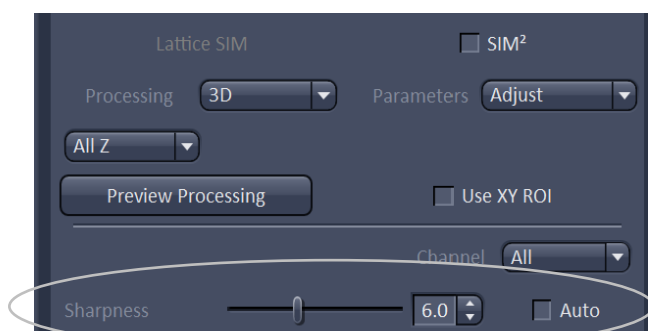 Lattice SIM SIM²
Processing 3D Parameters Adjust
All Z
Preview Processing Use XY ROI
Channel All
Sharpness 6.0 Auto